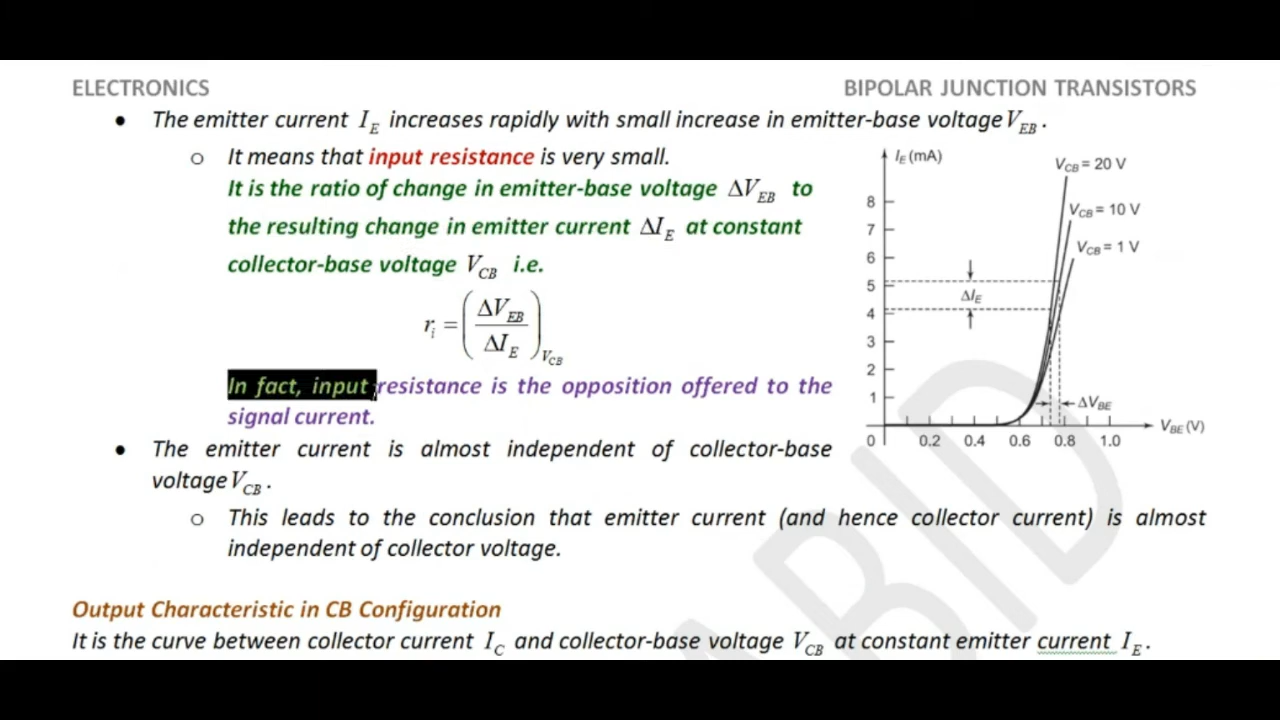 ELECTRONICS BIPOLAR JUNCTION TRANSISTORS
• The emitter current I_E increases rapidly with small increase in emitter-base voltage V_EB .
o It means that input resistance is very small.
It is the ratio of change in emitter-base voltage ΔV_EB to
the resulting change in emitter current ΔI_E at constant
collector-base voltage V_CB i.e.
r_i = (ΔV_EB / ΔI_E)_V_CB
In fact, input resistance is the opposition offered to the
signal current.
• The emitter current is almost independent of collector-base
voltage V_CB .
o This leads to the conclusion that emitter current (and hence collector current) is almost
independent of collector voltage.
I_E (mA)
V_CB = 20 V
V_CB = 10 V
V_CB = 1 V
8
7
6
5
4
3
2
1
0
ΔI_E
ΔV_BE
0.2 0.4 0.6 0.8 1.0
V_BE (V)
Output Characteristic in CB Configuration
It is the curve between collector current I_C and collector-base voltage V_CB at constant emitter current I_E .
ABID